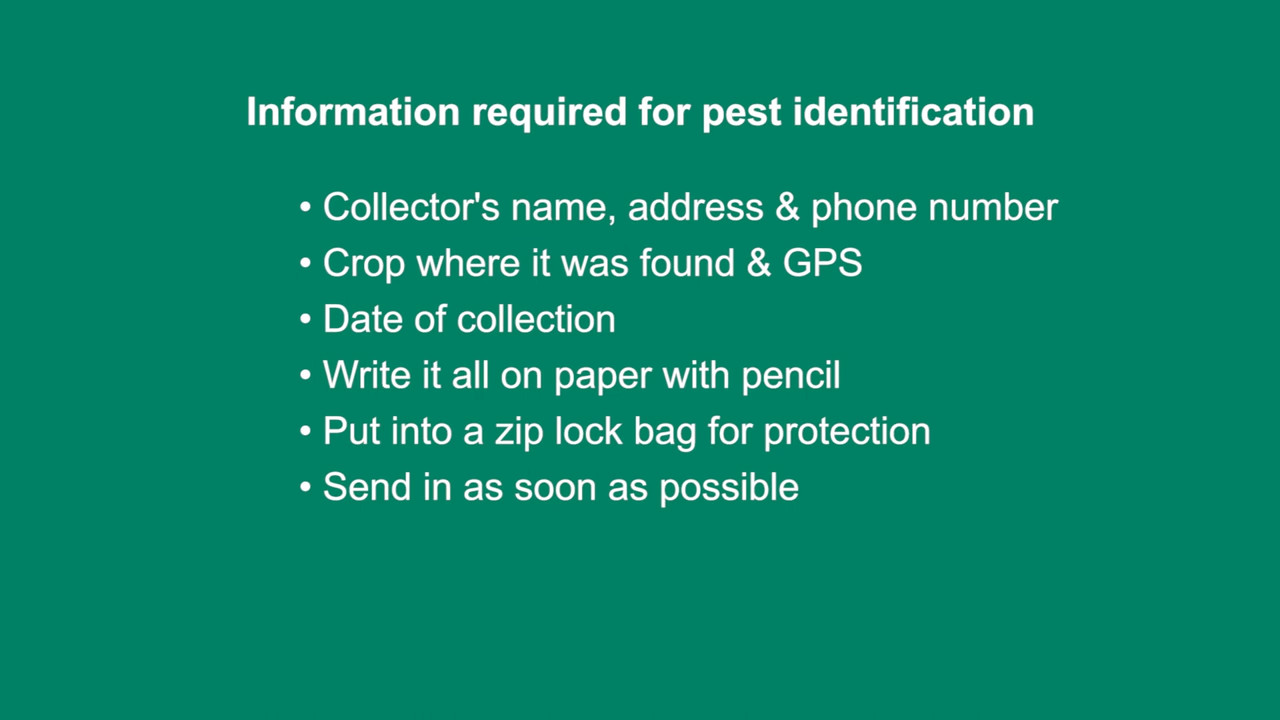 Information required for pest identification
• Collector's name, address & phone number
• Crop where it was found & GPS
• Date of collection
• Write it all on paper with pencil
• Put into a zip lock bag for protection
• Send in as soon as possible